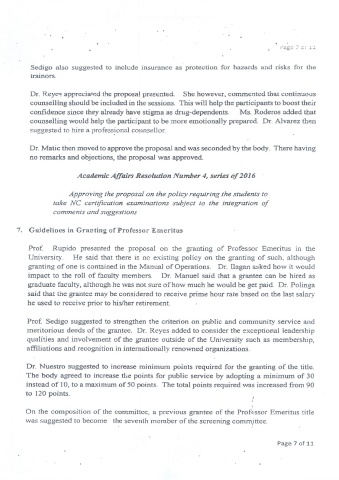 Page 7 of 11
Sedigo also suggested to include insurance as protection for hazards and risks for the
trainors.
Dr. Reyes appreciated the proposal presented. She however, commented that continuous
counselling should be included in the sessions. This will help the participants to boost their
confidence since they already have stigma as drug-dependents. Ms. Roderos added that
counselling would help the participant to be more emotionally prepared. Dr. Alvarez then
suggested to hire a professional counsellor.
Dr. Matic then moved to approve the proposal and was seconded by the body. There having
no remarks and objections, the proposal was approved.
Academic Affairs Resolution Number 4, series of 2016
Approving the proposal on the policy requiring the students to
take NC certification examinations subject to the integration of
comments and suggestions
7. Guidelines in Granting of Professor Emeritus
Prof. Rupido presented the proposal on the granting of Professor Emeritus in the
University. He said that there is no existing policy on the granting of such, although
granting of one is contained in the Manual of Operations. Dr. Ilagan asked how it would
impact to the roll of faculty members. Dr. Manuel said that a grantee can be hired as
graduate faculty, although he was not sure of how much he would get paid. Dr. Polinga
said that the grantee may be considered to receive prime hour rate based on the last salary
he used to receive prior to his/her retirement.
Prof. Sedigo suggested to strengthen the criterion on public and community service and
meritorious deeds of the grantee. Dr. Reyes added to consider the exceptional leadership
qualities and involvement of the grantee outside of the University such as membership,
affiliations and recognition in internationally renowned organizations.
Dr. Nuestro suggested to increase minimum points required for the granting of the title.
The body agreed to increase the points for public service by adopting a minimum of 30
instead of 10, to a maximum of 50 points. The total points required was increased from 90
to 120 points.
On the composition of the committee, a previous grantee of the Professor Emeritus title
was suggested to become the seventh member of the screening committee.
Page 7 of 11